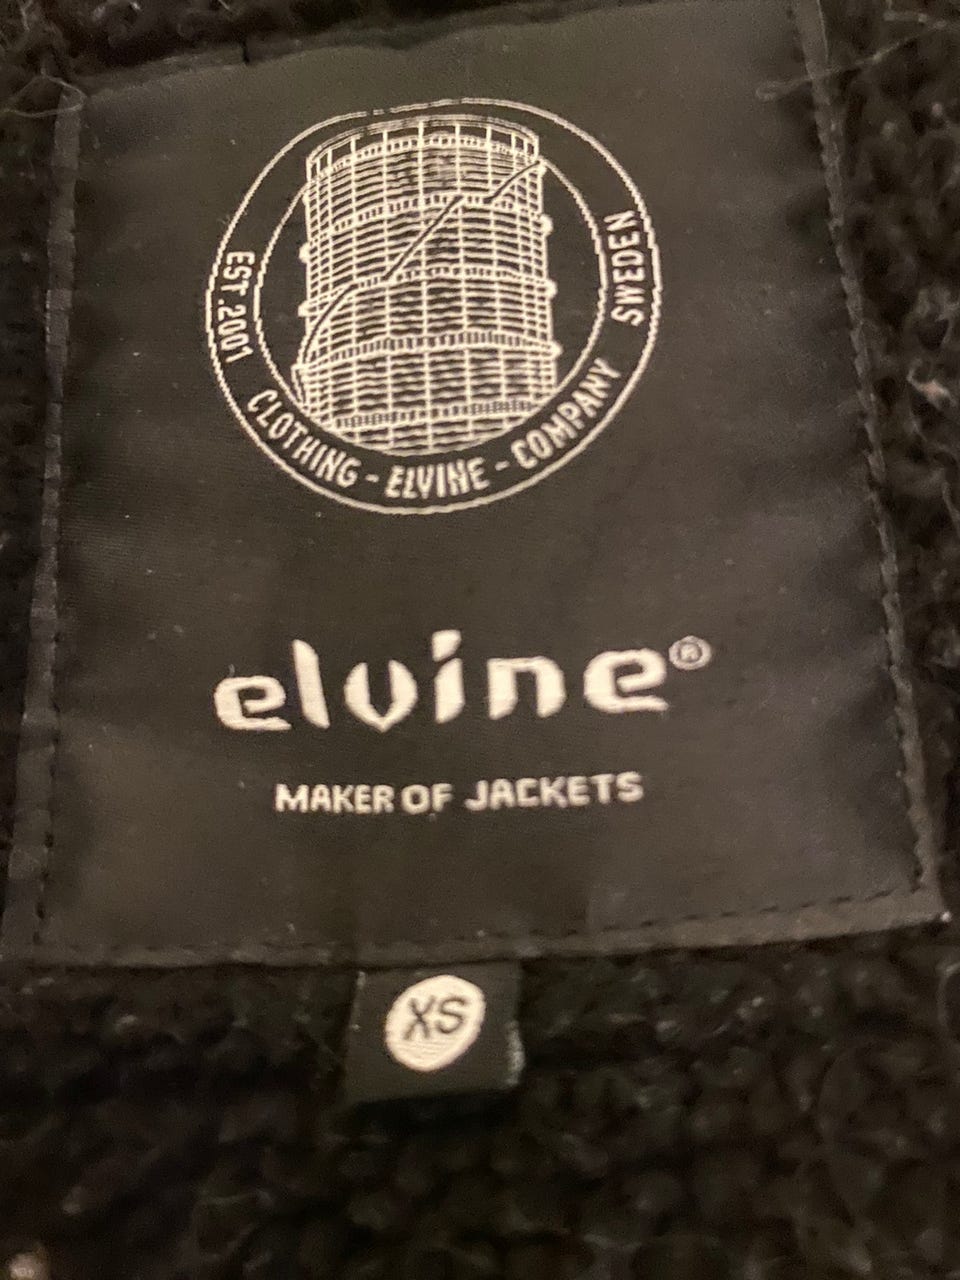 EST. 2001 CLOTHING - ELVINE - COMPANY SWEDEN
elvine®
MAKER OF JACKETS
XS